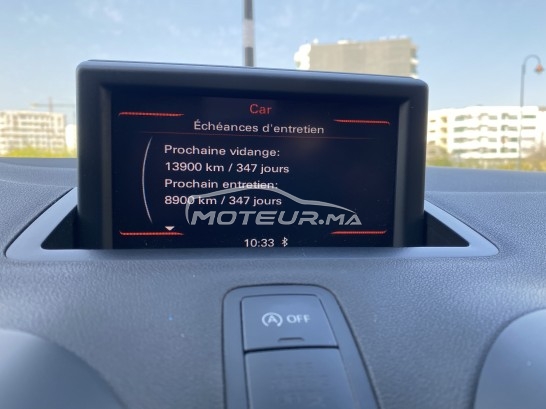 Car
Échéances d'entretien
Prochaine vidange:
13900 km / 347 jours
Prochain entretien:
8900 km / 347 jours
MOTEUR.MA
10:33
A OFF